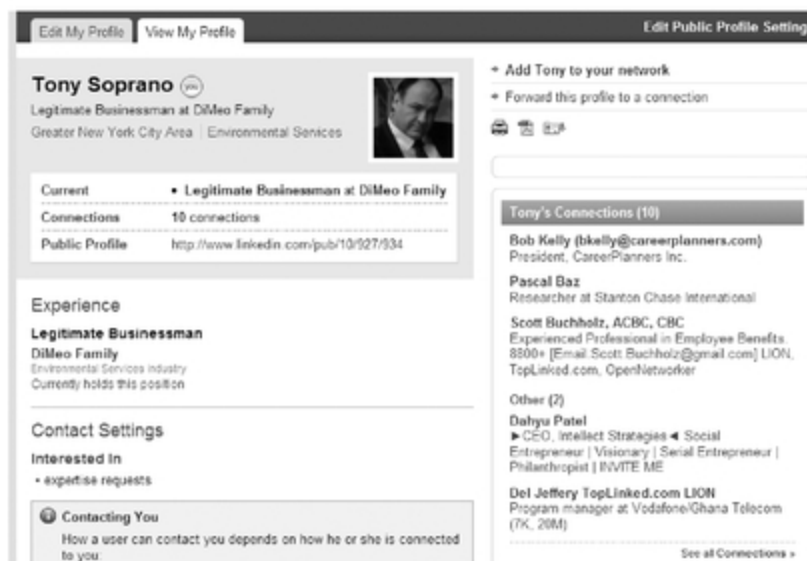 Edit My Profile
View My Profile
Edit Public Profile Setting
Tony Soprano you
Legitimate Businessman at DiMeo Family
Greater New York City Area | Environmental Services
Current • Legitimate Businessman at DiMeo Family
Connections 10 connections
Public Profile http://www.linkedin.com/pub/10/927/934
Experience
Legitimate Businessman
DiMeo Family
Environmental Services industry
Currently holds this position
Contact Settings
Interested In
• expertise requests
Contacting You
How a user can contact you depends on how he or she is connected
to you:
Add Tony to your network
Forward this profile to a connection
Tony's Connections (10)
Bob Kelly (bkelly@careerplanners.com)
President, CareerPlanners Inc.
Pascal Baz
Researcher at Stanton Chase International
Scott Buchholz, ACBC, CBC
Experienced Professional in Employee Benefits.
8800+ [Email:Scott.Buchholz@gmail.com] LION,
TopLinked.com, OpenNetworker
Other (2)
Dahyu Patel
►CEO, Intellect Strategies◄ Social
Entrepreneur | Visionary | Serial Entrepreneur |
Philanthropist | INVITE ME
Del Jeffery TopLinked.com LION
Program manager at Vodafone/Ghana Telecom
(7K, 20M)
See all Connections »